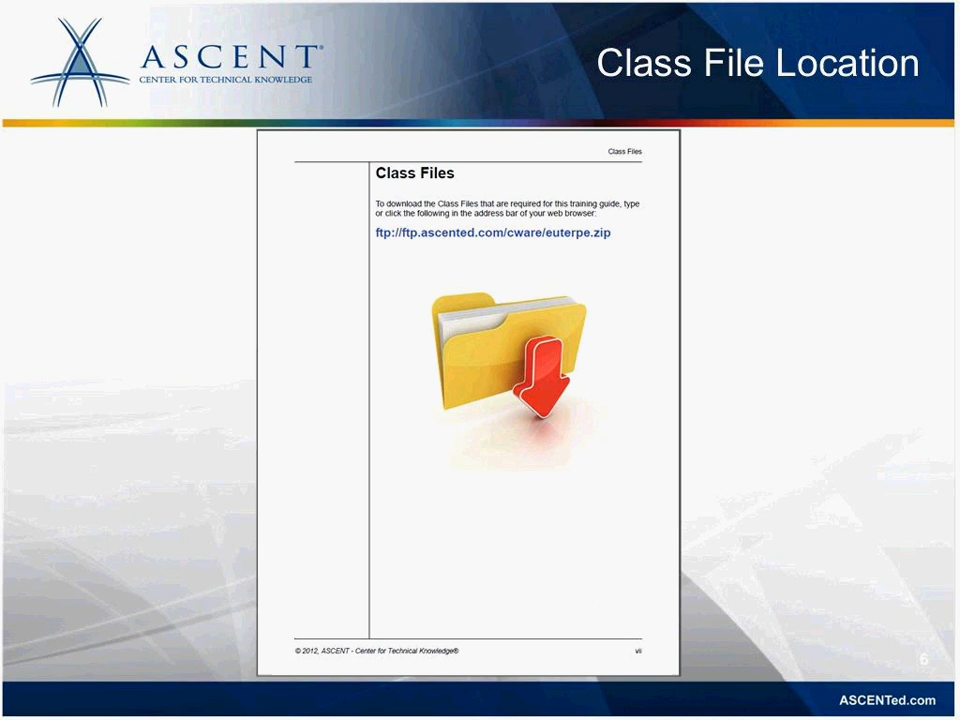 ASCENT®
CENTER FOR TECHNICAL KNOWLEDGE
Class File Location
Class Files
Class Files
To download the Class Files that are required for this training guide, type
or click the following in the address bar of your web browser:
ftp://ftp.ascented.com/cware/euterpe.zip
© 2012, ASCENT - Center for Technical Knowledge®
vii
6
ASCENTed.com